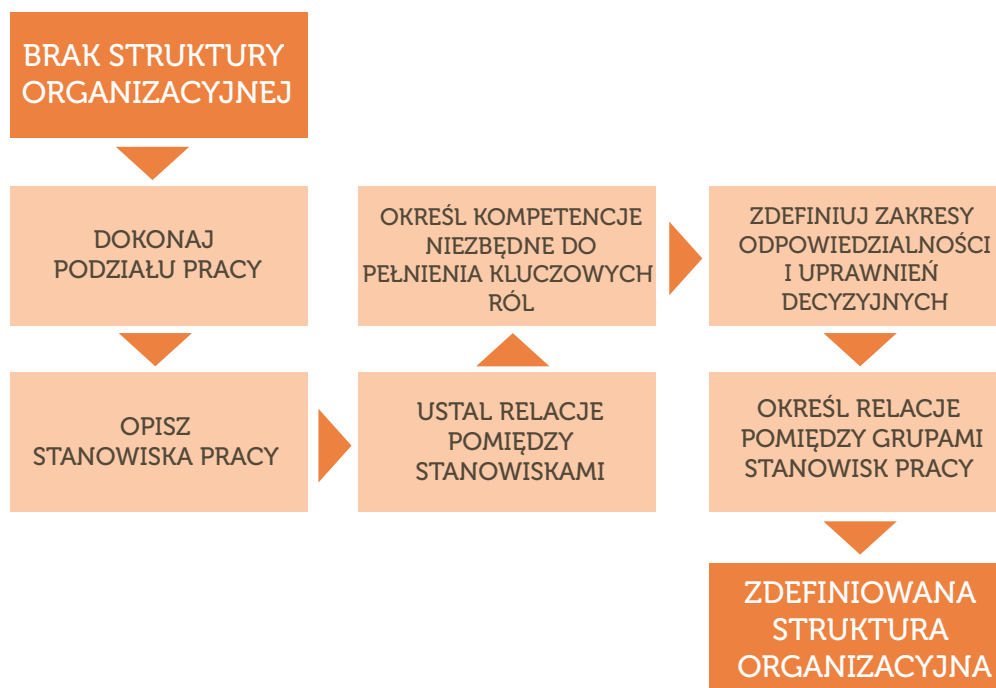 BRAK STRUKTURY
ORGANIZACYJNEJ
DOKONAJ
PODZIAŁU PRACY
OPISZ
STANOWISKA PRACY
USTAL RELACJE
POMIĘDZY
STANOWISKAMI
OKREŚL KOMPETENCJE
NIEZBĘDNE DO
PEŁNIENIA KLUCZOWYCH
RÓL
ZDEFINIUJ ZAKRESY
ODPOWIEDZIALNOŚCI
I UPRAWNIEŃ
DECYZYJNYCH
OKREŚL RELACJE
POMIĘDZY GRUPAMI
STANOWISK PRACY
ZDEFINIOWANA
STRUKTURA
ORGANIZACYJNA